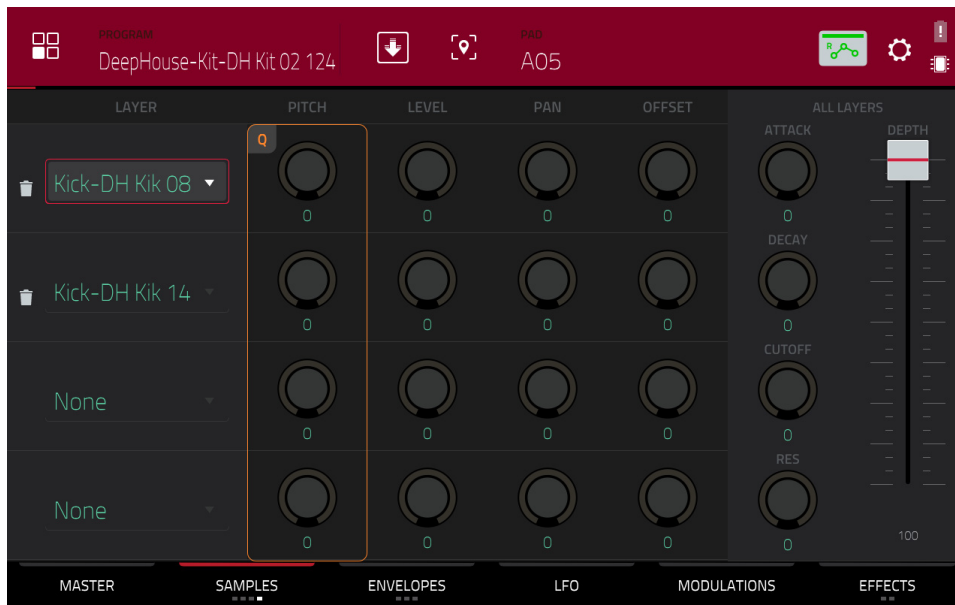 PROGRAM
DeepHouse-Kit-DH Kit 02 124
PAD
A05
R
!
LAYER PITCH LEVEL PAN OFFSET ALL LAYERS
ATTACK DEPTH
Q
Kick-DH Kik 08
0 0 0 0 0
DECAY
Kick-DH Kik 14
0 0 0 0 0
CUTOFF
None
0 0 0 0 0
RES
None
0 0 0 0 0
100
MASTER SAMPLES ENVELOPES LFO MODULATIONS EFFECTS